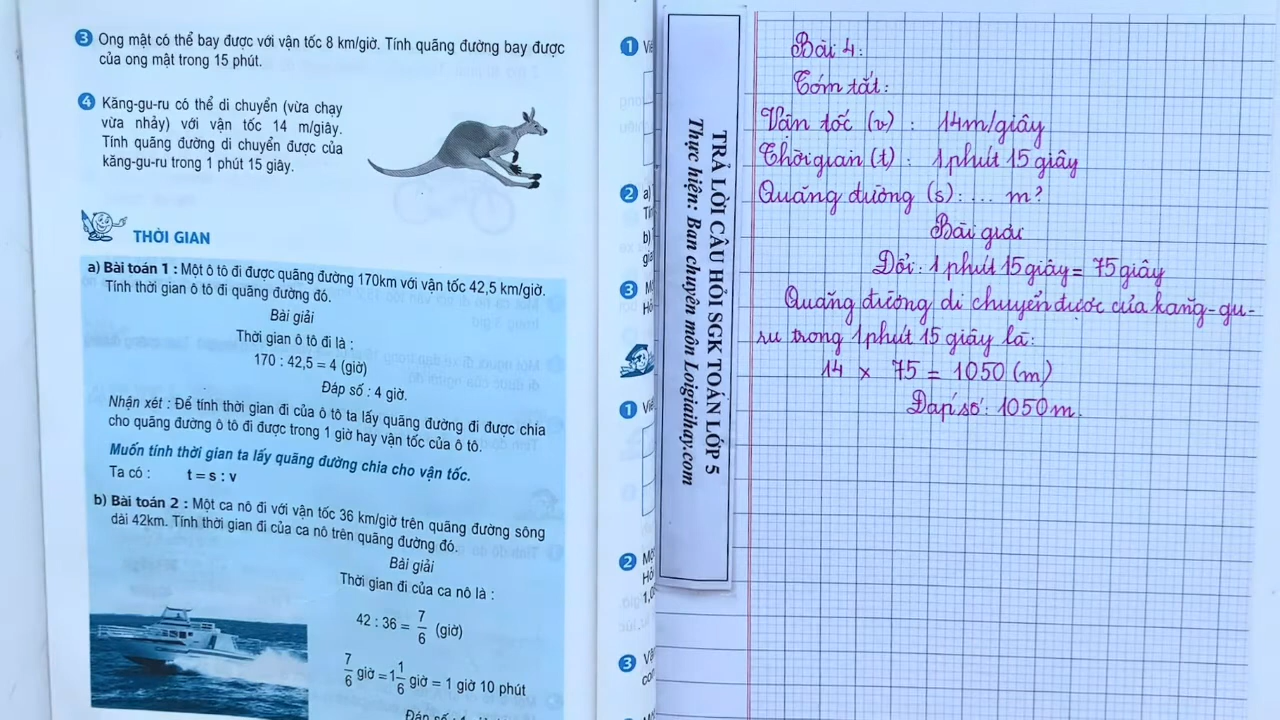 3 Ong mật có thể bay được với vận tốc 8 km/giờ. Tính quãng đường bay được
của ong mật trong 15 phút.
4 Kăng-gu-ru có thể di chuyển (vừa chạy
vừa nhảy) với vận tốc 14 m/giây.
Tính quãng đường di chuyển được của
kăng-gu-ru trong 1 phút 15 giây.
THỜI GIAN
a) Bài toán 1 : Một ô tô đi được quãng đường 170km với vận tốc 42,5 km/giờ.
Tính thời gian ô tô đi quãng đường đó.
Bài giải
Thời gian ô tô đi là :
170 : 42,5 = 4 (giờ)
Đáp số : 4 giờ.
Nhận xét : Để tính thời gian đi của ô tô ta lấy quãng đường đi được chia
cho quãng đường ô tô đi được trong 1 giờ hay vận tốc của ô tô.
Muốn tính thời gian ta lấy quãng đường chia cho vận tốc.
Ta có : t = s : v
b) Bài toán 2 : Một ca nô đi với vận tốc 36 km/giờ trên quãng đường sông
dài 42km. Tính thời gian đi của ca nô trên quãng đường đó.
Bài giải
Thời gian đi của ca nô là :
42 : 36 = 7/6 (giờ)
7/6 giờ = 1 1/6 giờ = 1 giờ 10 phút
1
2 a)
b)
3
1
2
3
TRẢ LỜI CÂU HỎI SGK TOÁN LỚP 5
Thực hiện: Ban chuyên môn Loigiaihay.com
Bài 4:
Tóm tắt:
Vận tốc (v) : 14m/giây
Thời gian (t) : 1 phút 15 giây
Quãng đường (s) : ... m?
Bài giải
Đổi: 1 phút 15 giây = 75 giây
Quãng đường di chuyển được của kăng-gu-
ru trong 1 phút 15 giây là:
14 x 75 = 1050 (m)
Đáp số: 1050 m.